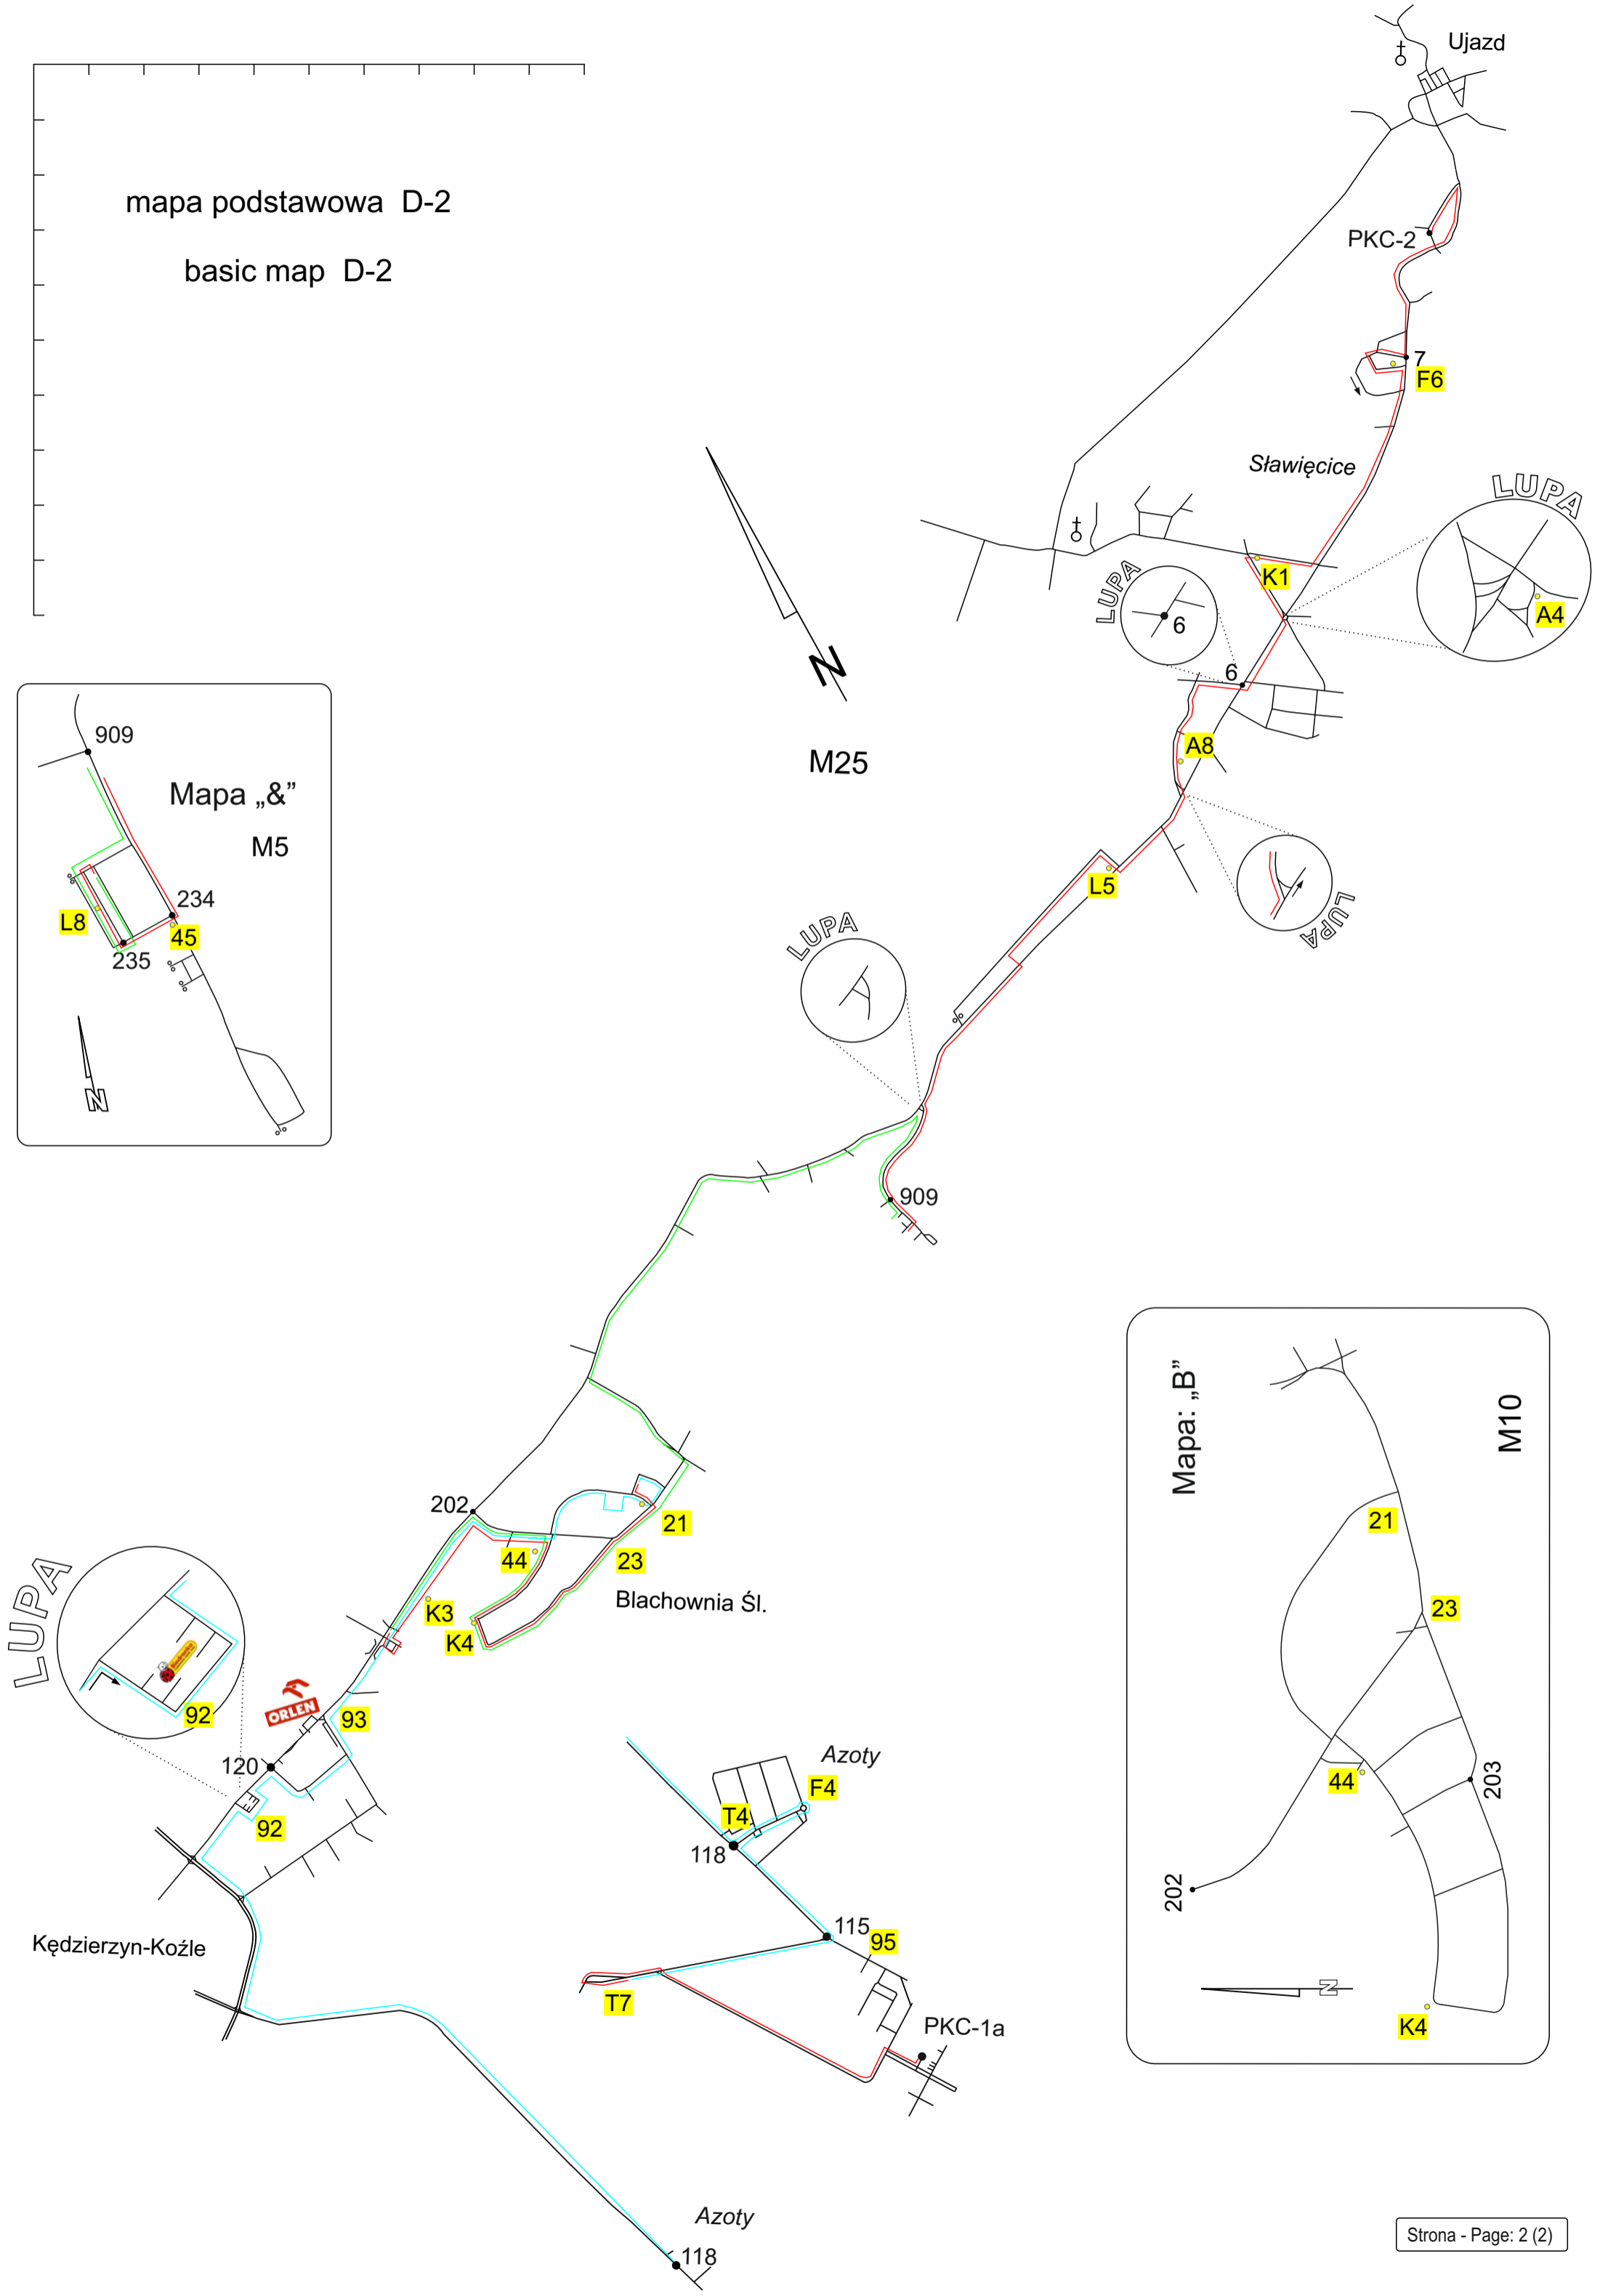 Ujazd
mapa podstawowa D-2
basic map D-2
PKC-2
7
F6
Sławięcice
LUPA
K1
A4
LUPA
6
6
A8
M25
909
Mapa „&”
M5
234
L8
45
235
N
N
L5
LUPA
LUPA
909
Mapa: „B”
M10
21
23
44
203
202
N
K4
202
21
44
23
Blachownia Śl.
K3
K4
LUPA
92
ORLEN
93
120
92
Azoty
F4
T4
118
115
95
Kędzierzyn-Koźle
T7
PKC-1a
Azoty
118
Strona - Page: 2 (2)